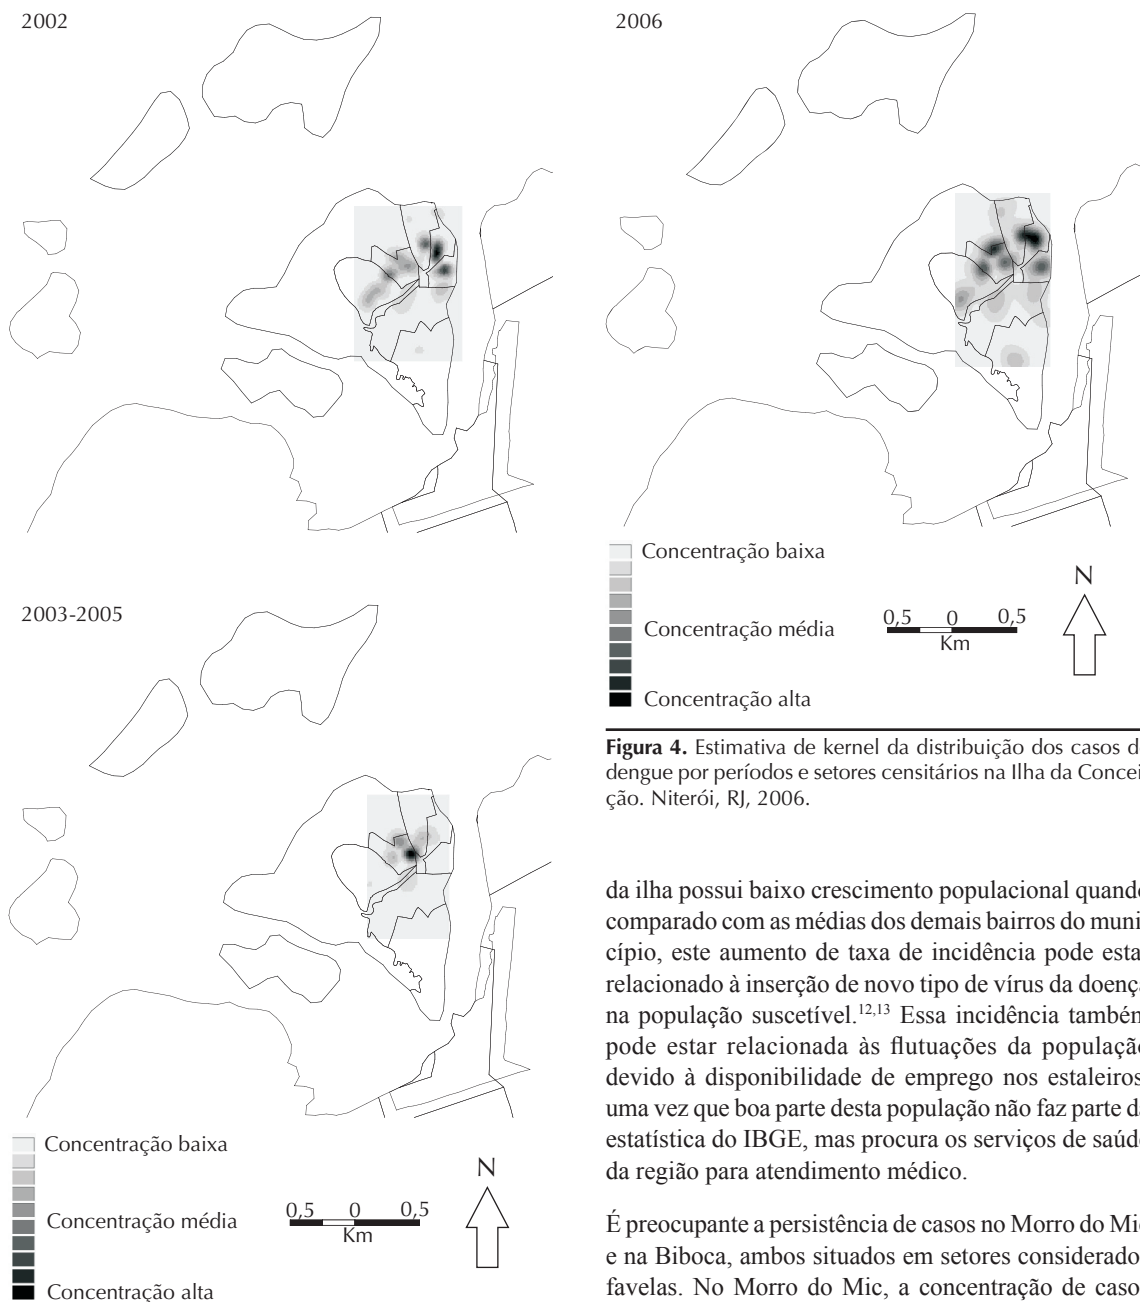 2002
2003-2005
Concentração baixa
Concentração média
Concentração alta
0,5 0 0,5
Km
N
2006
Concentração baixa
Concentração média
Concentração alta
0,5 0 0,5
Km
N
Figura 4. Estimativa de kernel da distribuição dos casos d
dengue por períodos e setores censitários na Ilha da Concei
ção. Niterói, RJ, 2006.
da ilha possui baixo crescimento populacional quando
comparado com as médias dos demais bairros do muni
cípio, este aumento de taxa de incidência pode esta
relacionado à inserção de novo tipo de vírus da doença
na população suscetível.12,13 Essa incidência também
pode estar relacionada às flutuações da população
devido à disponibilidade de emprego nos estaleiros
uma vez que boa parte desta população não faz parte da
estatística do IBGE, mas procura os serviços de saúde
da região para atendimento médico.
É preocupante a persistência de casos no Morro do Mic
e na Biboca, ambos situados em setores considerado
favelas. No Morro do Mic, a concentração de caso